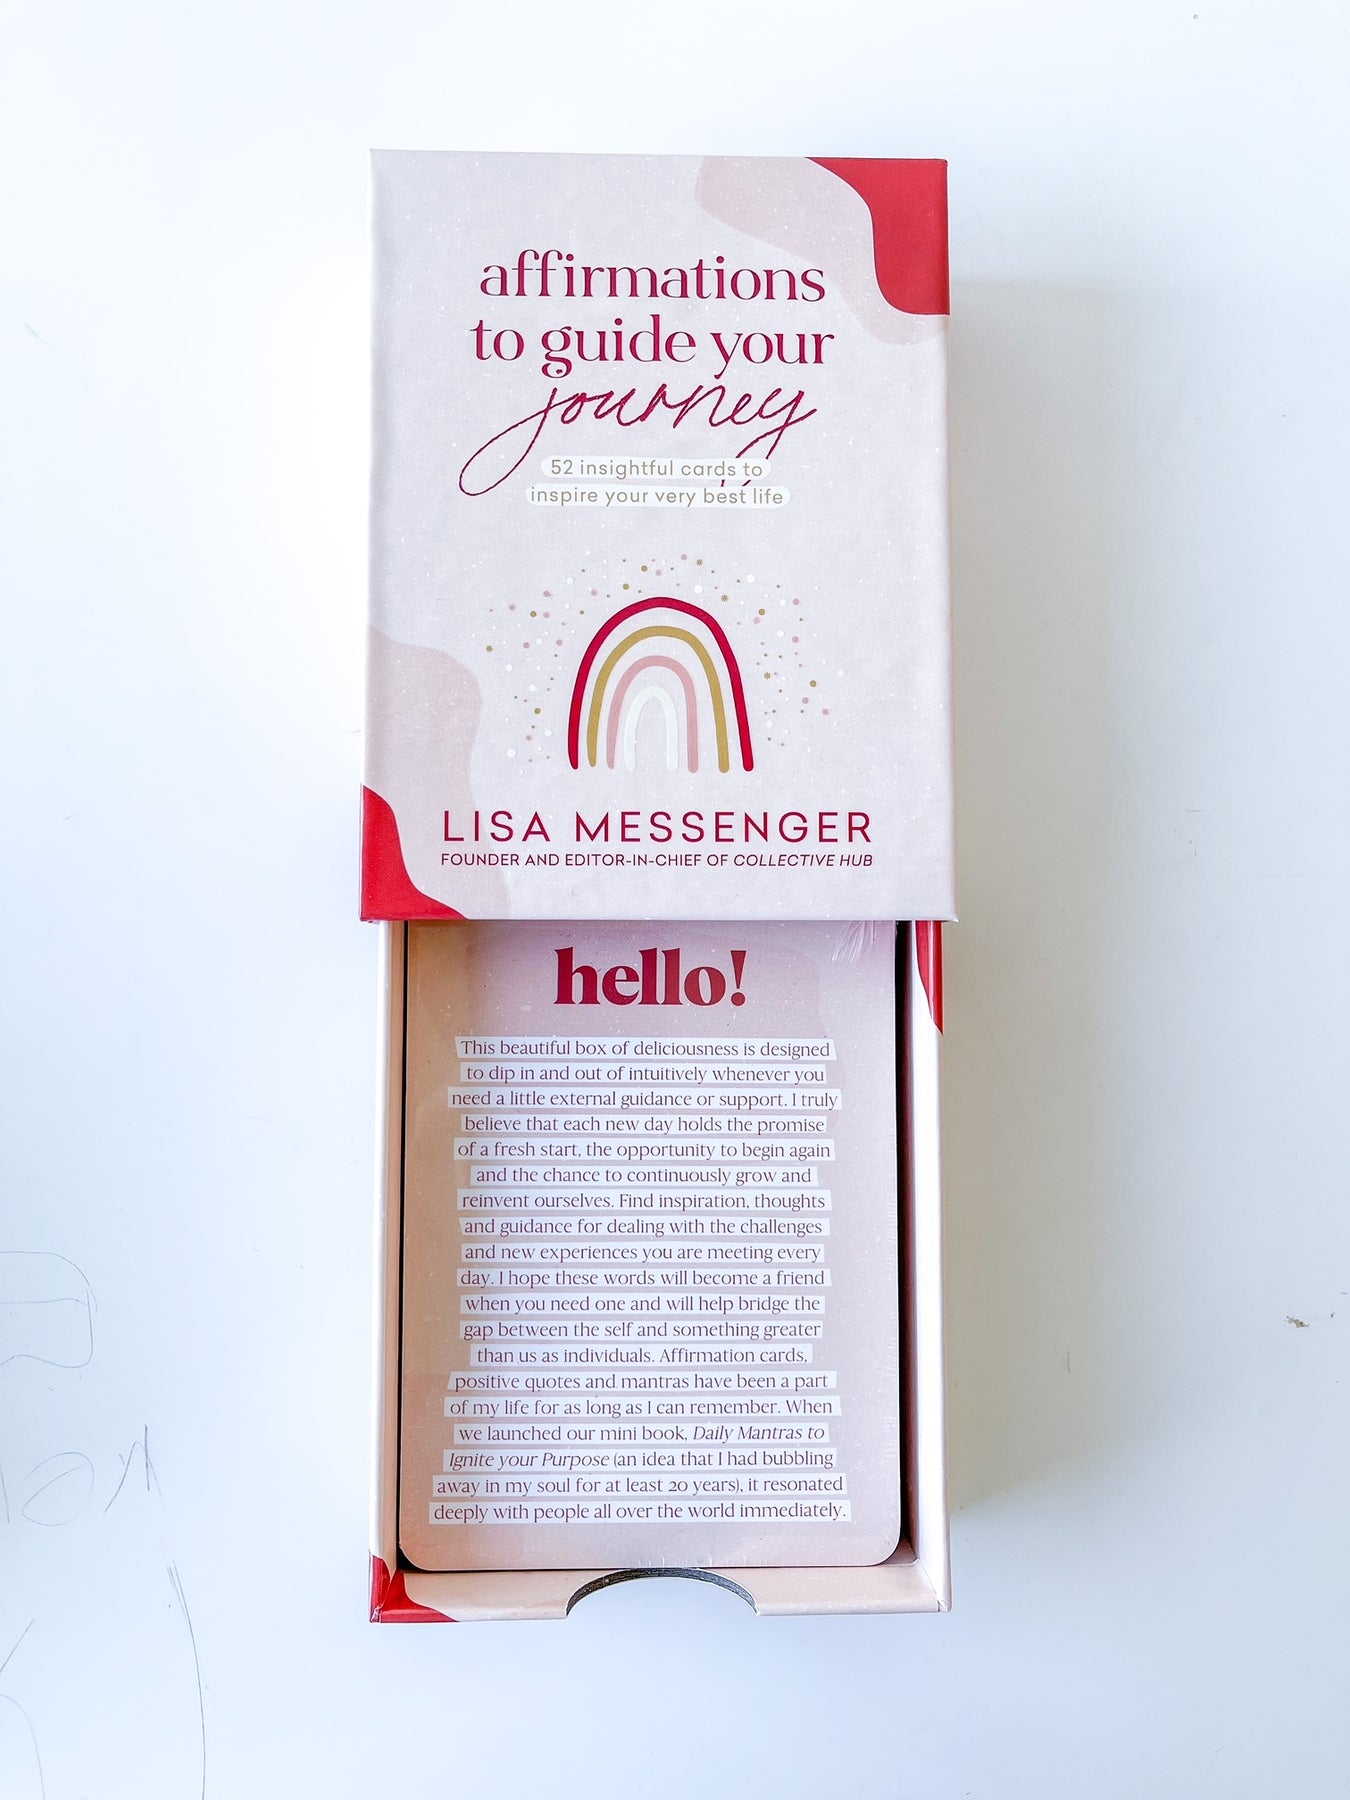 affirmations
to guide your
journey
52 insightful cards to
inspire your very best life
LISA MESSENGER
FOUNDER AND EDITOR-IN-CHIEF OF COLLECTIVE HUB
hello!
This beautiful box of deliciousness is designed
to dip in and out of intuitively whenever you
need a little external guidance or support. I truly
believe that each new day holds the promise
of a fresh start, the opportunity to begin again
and the chance to continuously grow and
reinvent ourselves. Find inspiration, thoughts
and guidance for dealing with the challenges
and new experiences you are meeting every
day. I hope these words will become a friend
when you need one and will help bridge the
gap between the self and something greater
than us as individuals. Affirmation cards,
positive quotes and mantras have been a part
of my life for as long as I can remember. When
we launched our mini book, Daily Mantras to
Ignite your Purpose (an idea that I had bubbling
away in my soul for at least 20 years), it resonated
deeply with people all over the world immediately.